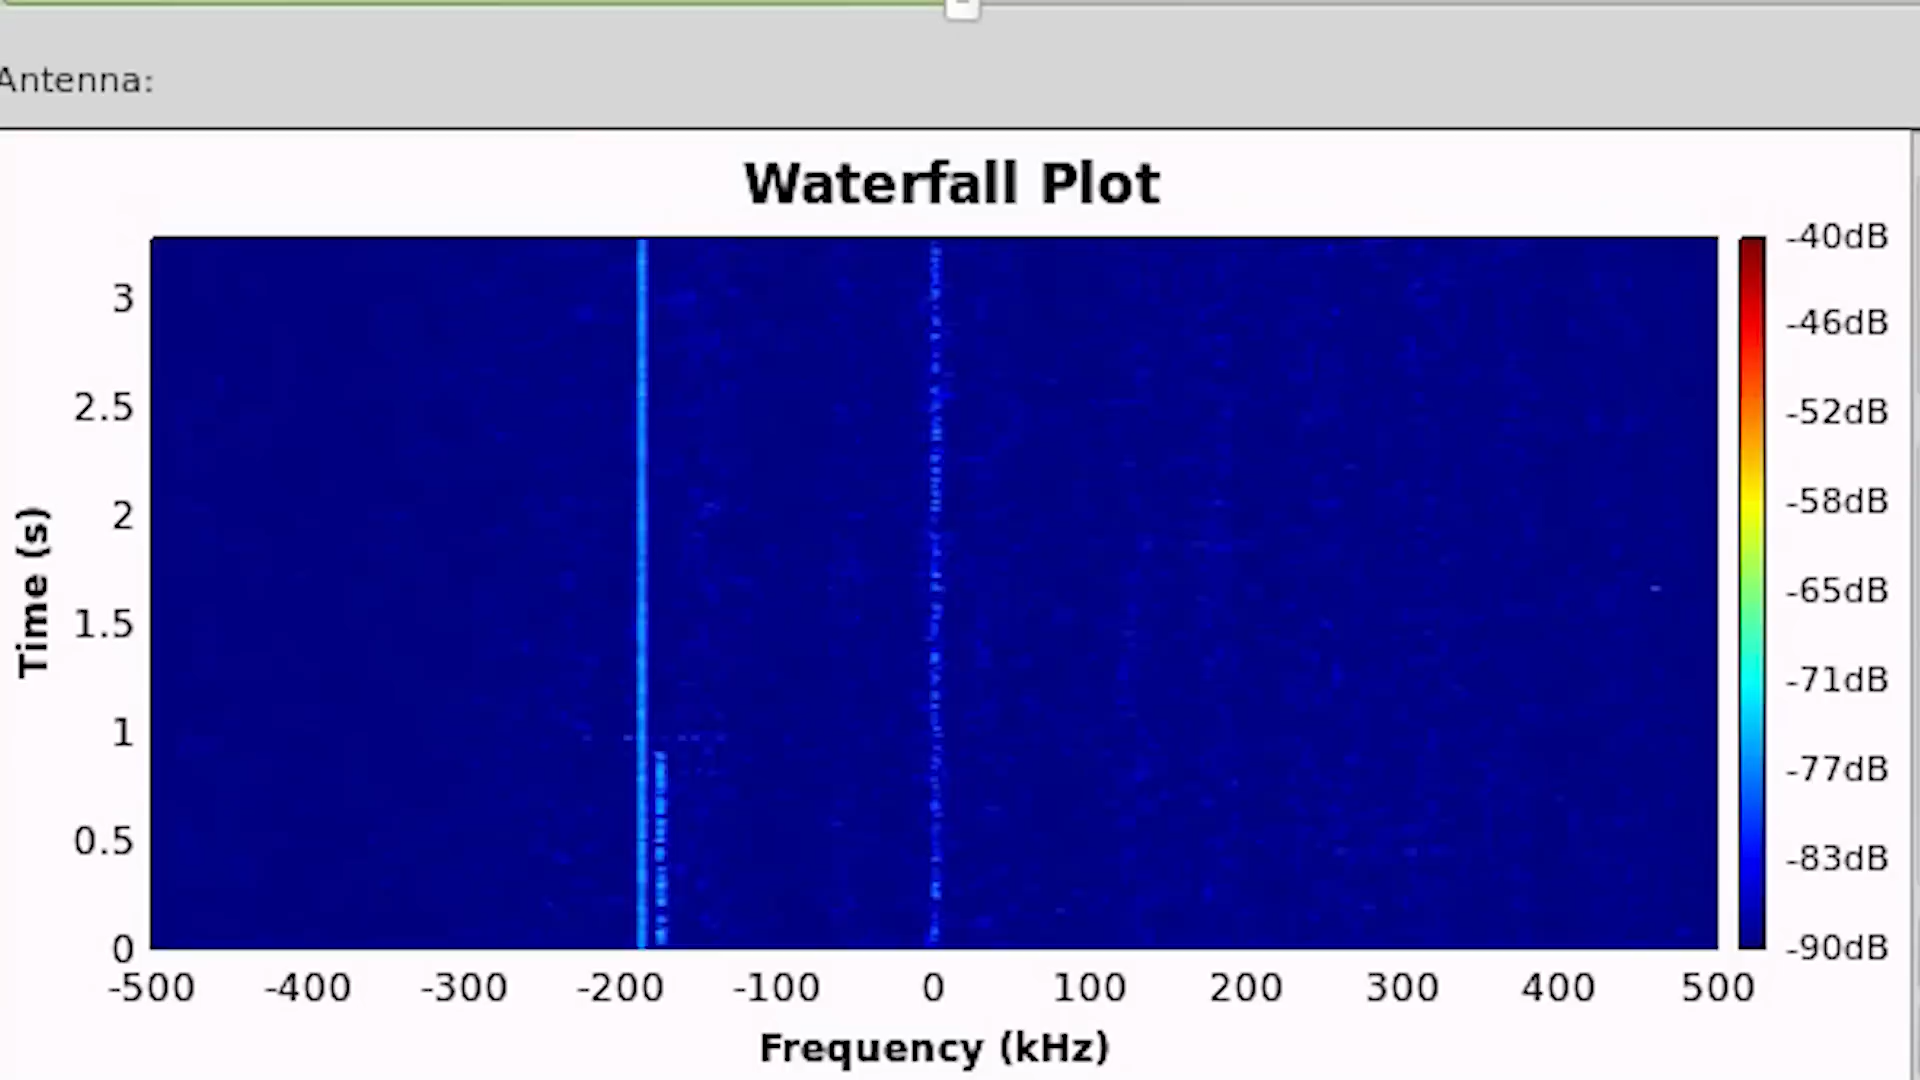 Antenna:
Waterfall Plot
-40dB
3
-46dB
2.5
-52dB
2
-58dB
Time (s)
1.5
-65dB
-71dB
1
-77dB
0.5
-83dB
0
-90dB
-500 -400 -300 -200 -100 0 100 200 300 400 500
Frequency (kHz)